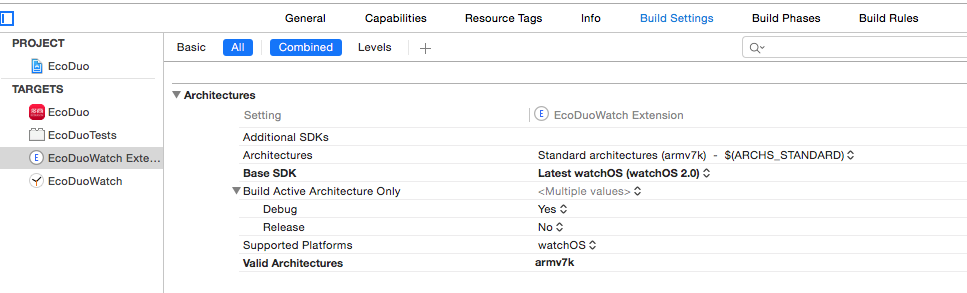 General Capabilities Resource Tags Info Build Settings Build Phases Build Rules
PROJECT
EcoDuo
TARGETS
EcoDuo
EcoDuoTests
E EcoDuoWatch Exte...
EcoDuoWatch
Basic All Combined Levels +
Architectures
Setting E EcoDuoWatch Extension
Additional SDKs
Architectures Standard architectures (armv7k) - $(ARCHS_STANDARD)
Base SDK Latest watchOS (watchOS 2.0)
Build Active Architecture Only <Multiple values>
Debug Yes
Release No
Supported Platforms watchOS
Valid Architectures armv7k